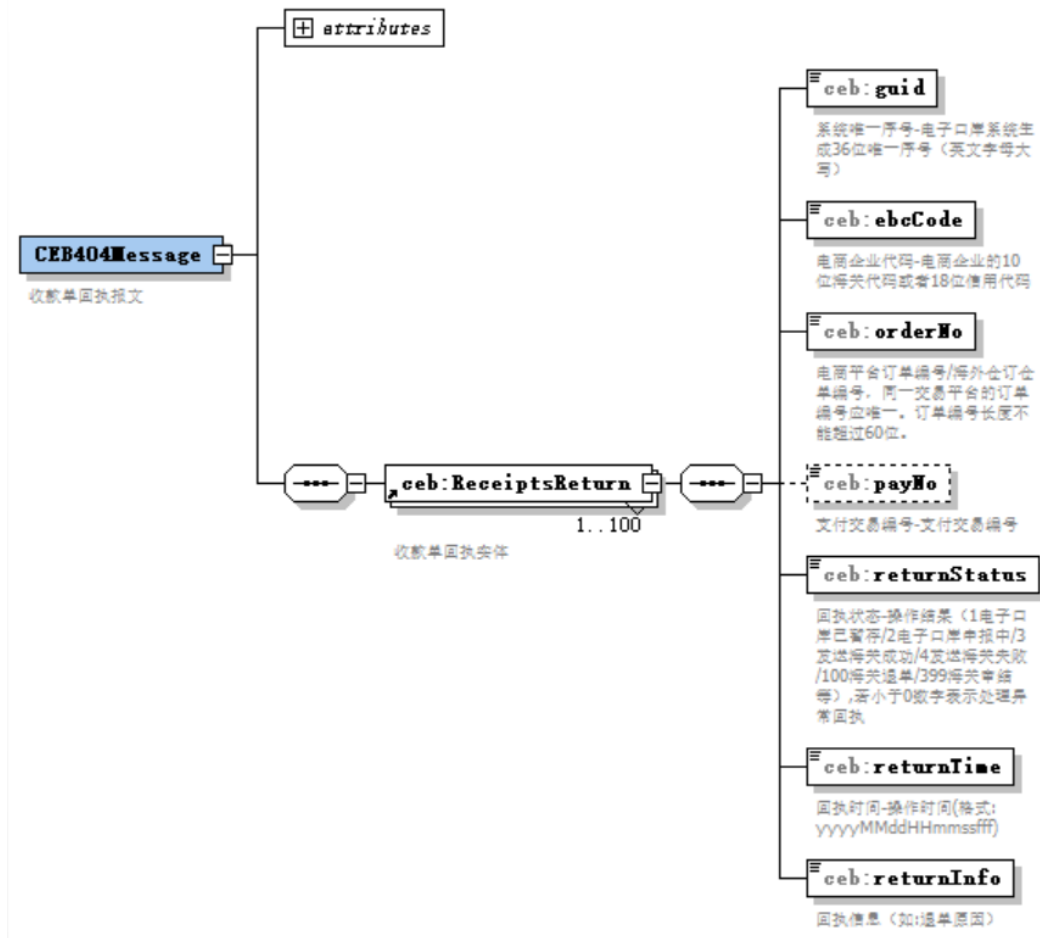 attributes
CEB404Message
收款单回执报文
ceb:ReceiptsReturn
1..100
收款单回执实体
ceb:guid
系统唯一序号-电子口岸系统生
成36位唯一序号（英文字母大
写）
ceb:ebcCode
电商企业代码-电商企业的10
位海关代码或者18位信用代码
ceb:orderNo
电商平台订单编号/海外仓订仓
单编号，同一交易平台的订单
编号应唯一。订单编号长度不
能超过60位。
ceb:payNo
支付交易编号-支付交易编号
ceb:returnStatus
回执状态-操作结果（1电子口
岸已暂存/2电子口岸申报中/3
发送海关成功/4发送海关失败
/100海关退单/399海关审结
等）,若小于0数字表示处理异
常回执
ceb:returnTime
回执时间-操作时间(格式:
yyyyMMddHHmmssfff)
ceb:returnInfo
回执信息（如:退单原因）